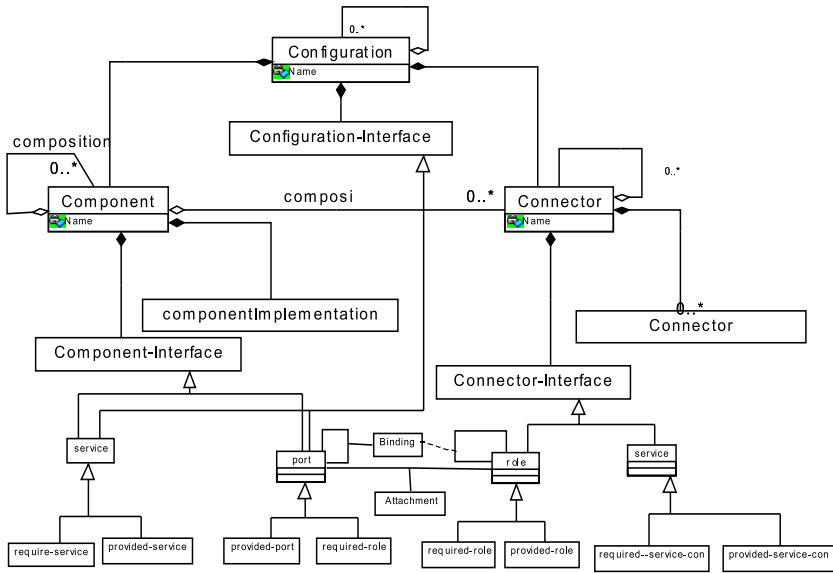 0..*
Configuration
Name
Configuration-Interface
composition
0..*
Component
Name
composi
0..*
Connector
Name
0..*
componentImplementation
0..*
Connector
Component-Interface
Connector-Interface
service
port
Binding
role
service
Attachment
require-service
provided-service
provided-port
required-role
required-role
provided-role
required--service-con
provided-service-con